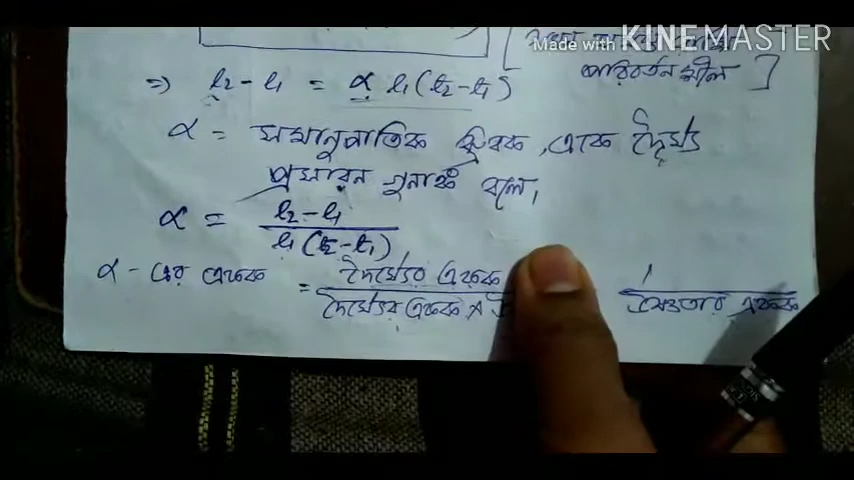 Made with KINEMASTER
পরিবর্তনশীল ]
⇒ l₂ - l₁ = α l₁ (t₂ - t₁)
α = সমানুপাতিক ধ্রুবক, একে দৈর্ঘ্য
প্রসারন গুনাঙ্ক বলে,
α = l₂ - l₁ / l₁ (t₂ - t₁)
α - এর একক = দৈর্ঘ্যের একক / দৈর্ঘ্যের একক × 1 / উষ্ণতার একক